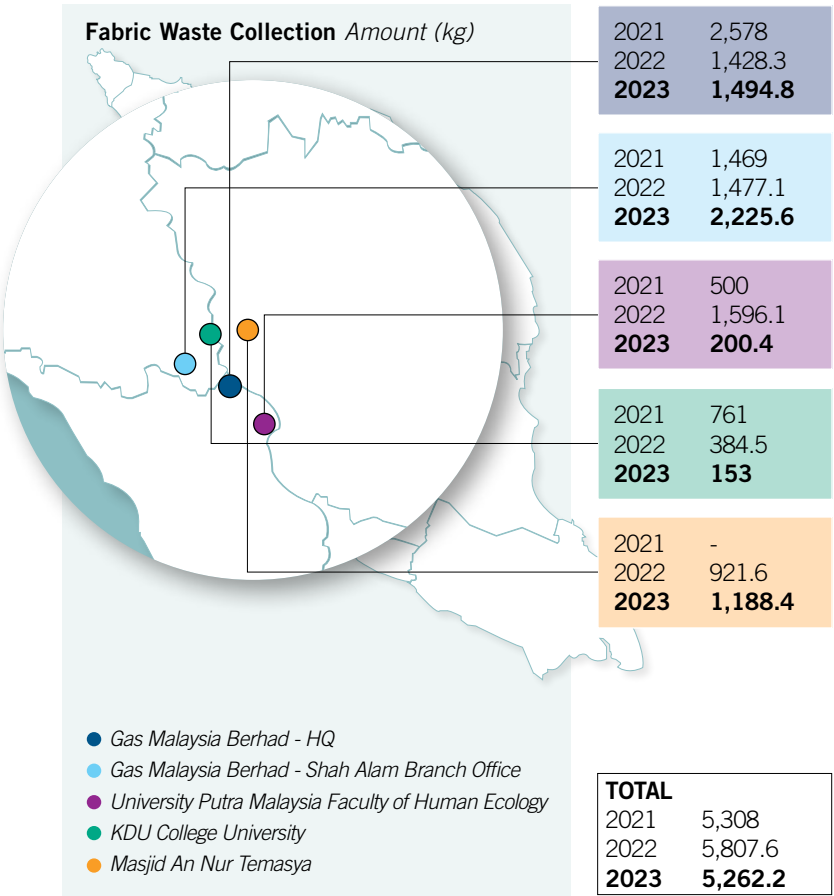 Fabric Waste Collection Amount (kg)
2021 2,578
2022 1,428.3
2023 1,494.8
2021 1,469
2022 1,477.1
2023 2,225.6
2021 500
2022 1,596.1
2023 200.4
2021 761
2022 384.5
2023 153
2021 -
2022 921.6
2023 1,188.4
Gas Malaysia Berhad - HQ
Gas Malaysia Berhad - Shah Alam Branch Office
University Putra Malaysia Faculty of Human Ecology
KDU College University
Masjid An Nur Temasya
TOTAL
2021 5,308
2022 5,807.6
2023 5,262.2